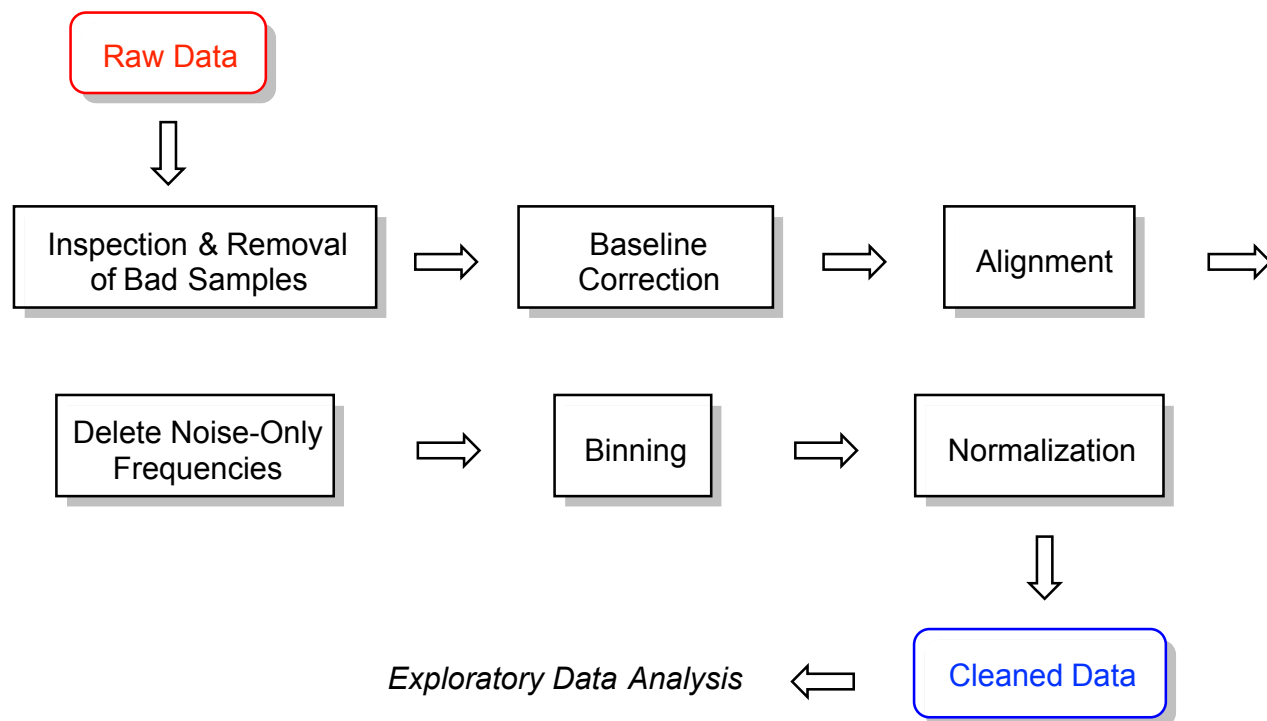 Raw Data
Inspection & Removal
of Bad Samples
Baseline
Correction
Alignment
Delete Noise-Only
Frequencies
Binning
Normalization
Exploratory Data Analysis
Cleaned Data